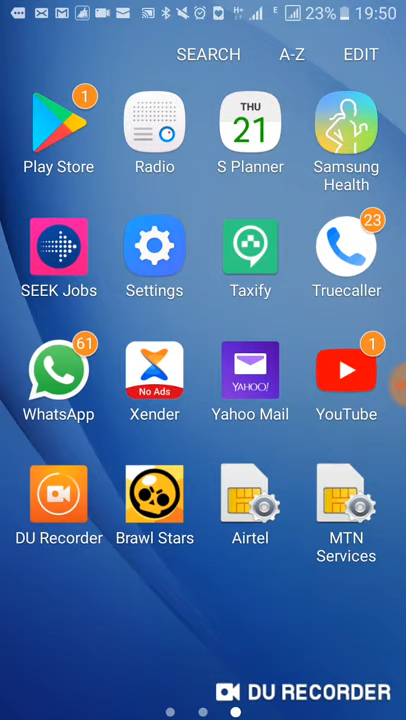 H+ E 23% 19:50
SEARCH A-Z EDIT
1
THU
21
Play Store Radio S Planner Samsung Health
23
SEEK Jobs Settings Taxify Truecaller
61
No Ads
YAHOO!
1
WhatsApp Xender Yahoo Mail YouTube
DU Recorder Brawl Stars Airtel MTN Services
DU RECORDER